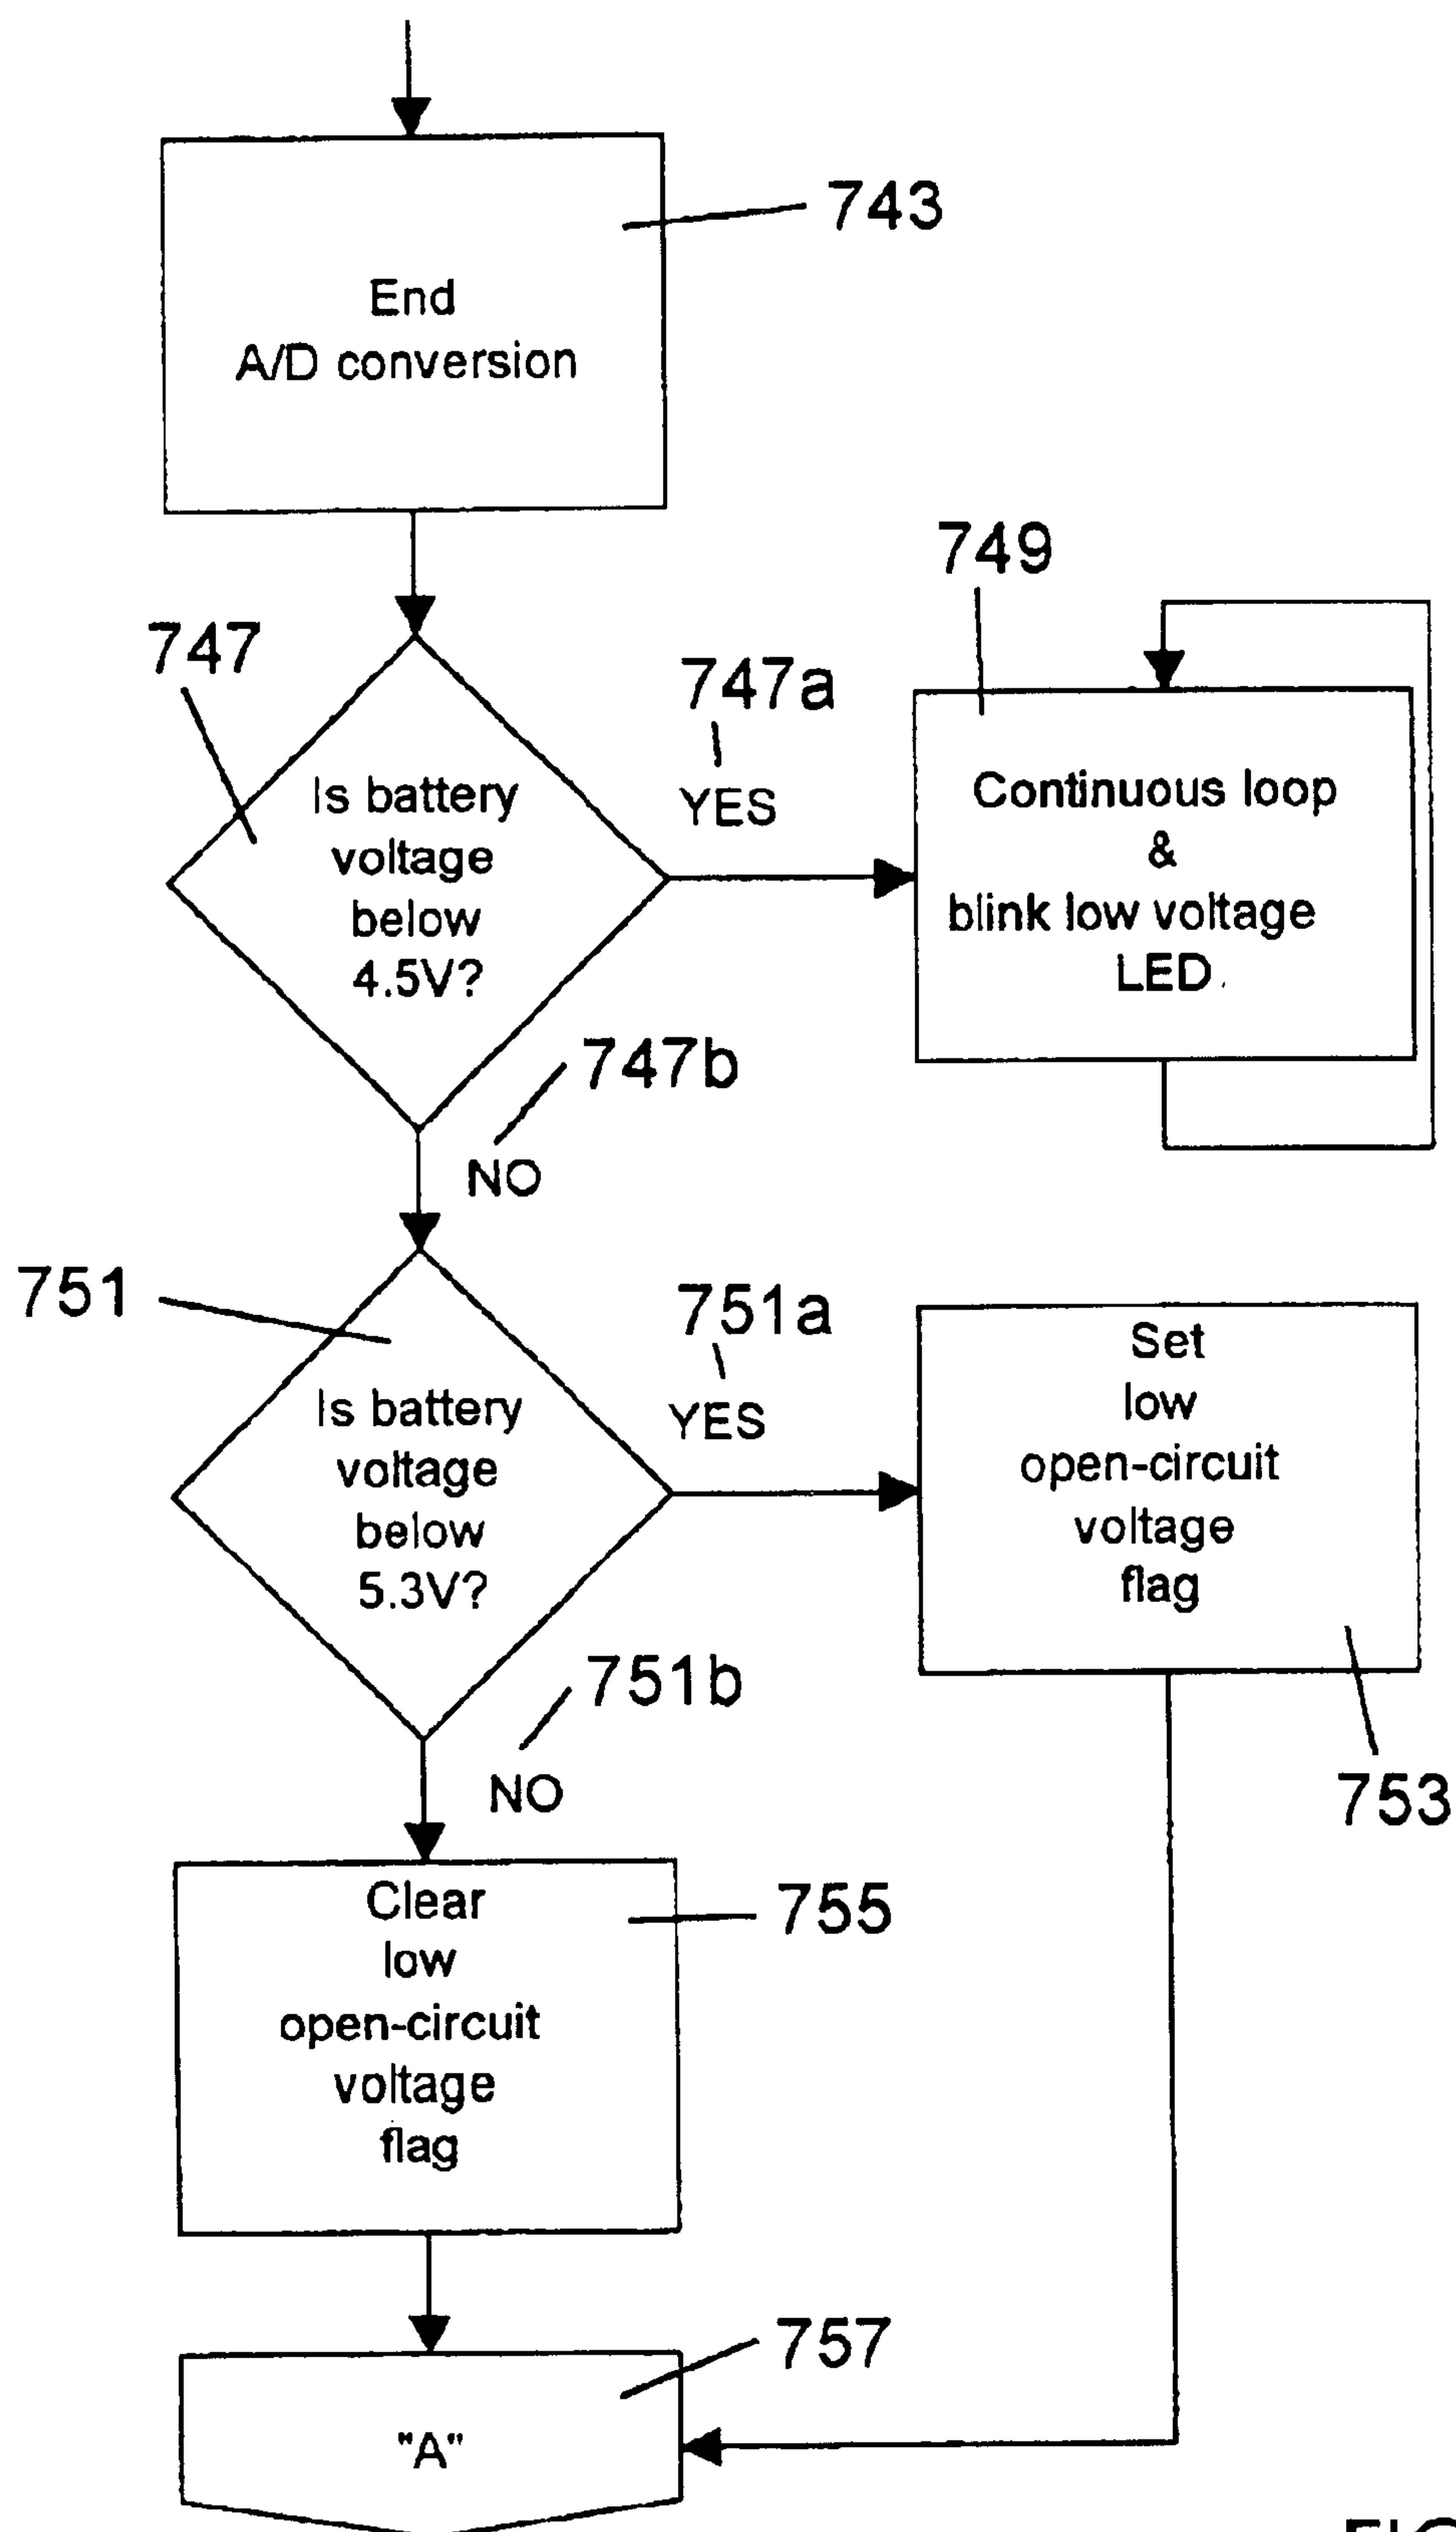 743
End
A/D conversion
749
747
747a
YES
Is battery
voltage
below
4.5V?
Continuous loop
&
blink low voltage
LED
747b
NO
751
751a
YES
Is battery
voltage
below
5.3V?
Set
low
open-circuit
voltage
flag
751b
NO
753
Clear
low
open-circuit
voltage
flag
755
757
"A"